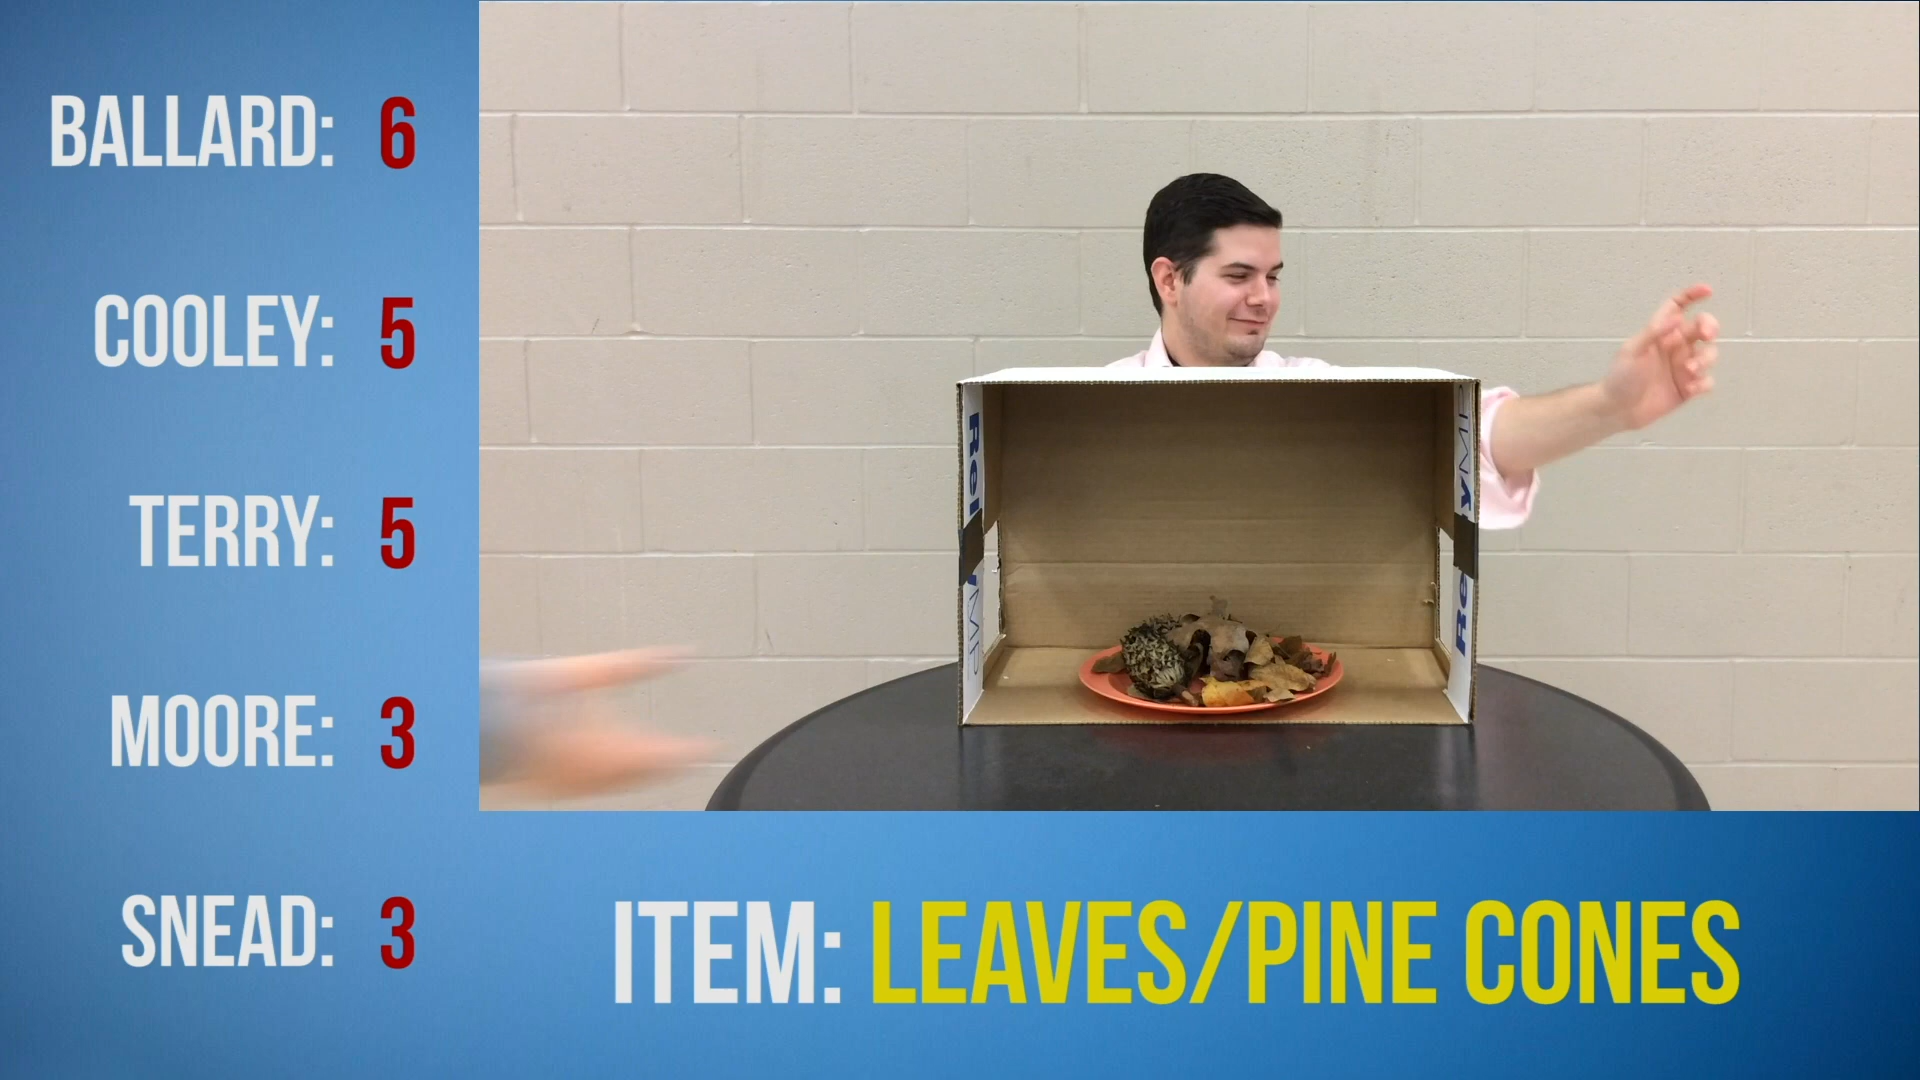 BALLARD: 6
COOLEY: 5
TERRY: 5
MOORE: 3
SNEAD: 3
ITEM: LEAVES/PINE CONES